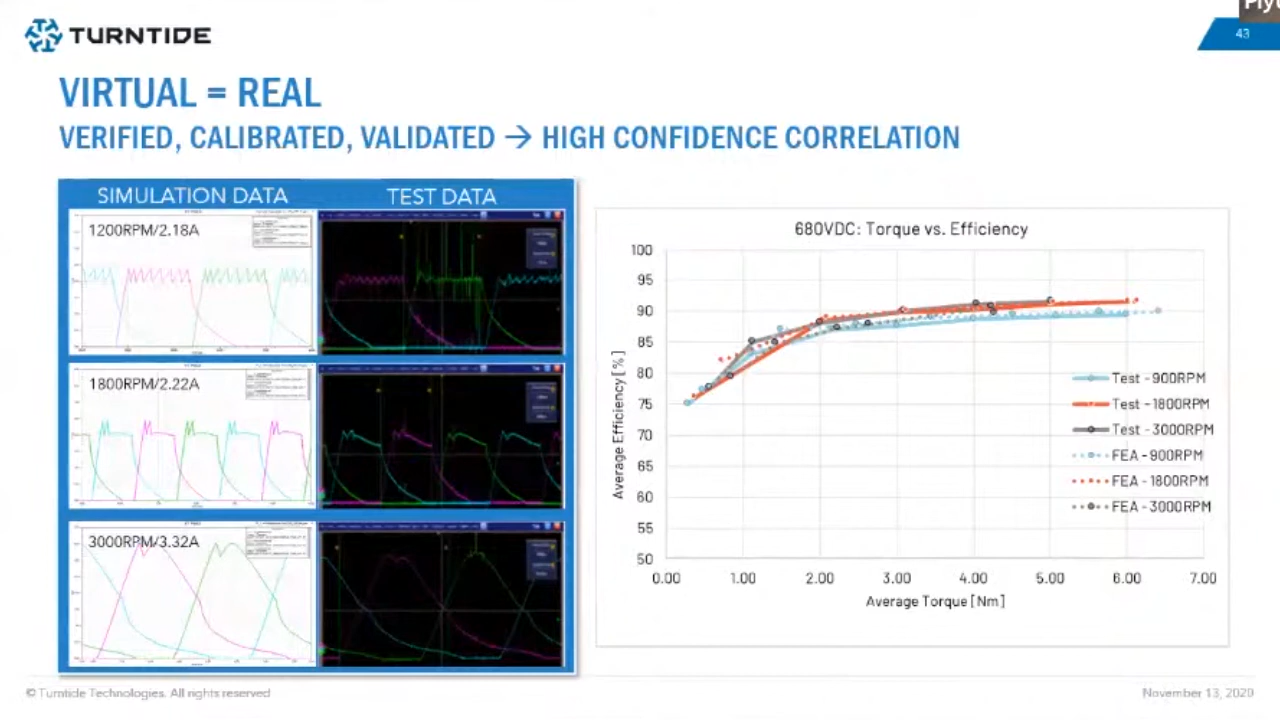 TURNTIDE
43
VIRTUAL = REAL
VERIFIED, CALIBRATED, VALIDATED → HIGH CONFIDENCE CORRELATION
SIMULATION DATA
TEST DATA
1200RPM/2.18A
1800RPM/2.22A
3000RPM/3.32A
680VDC: Torque vs. Efficiency
100
95
90
85
80
75
70
65
60
55
50
Average Efficiency [%]
0.00 1.00 2.00 3.00 4.00 5.00 6.00 7.00
Average Torque [Nm]
Test - 900RPM
Test - 1800RPM
Test - 3000RPM
FEA - 900RPM
FEA - 1800RPM
FEA - 3000RPM
© Turntide Technologies. All rights reserved
November 13, 2020